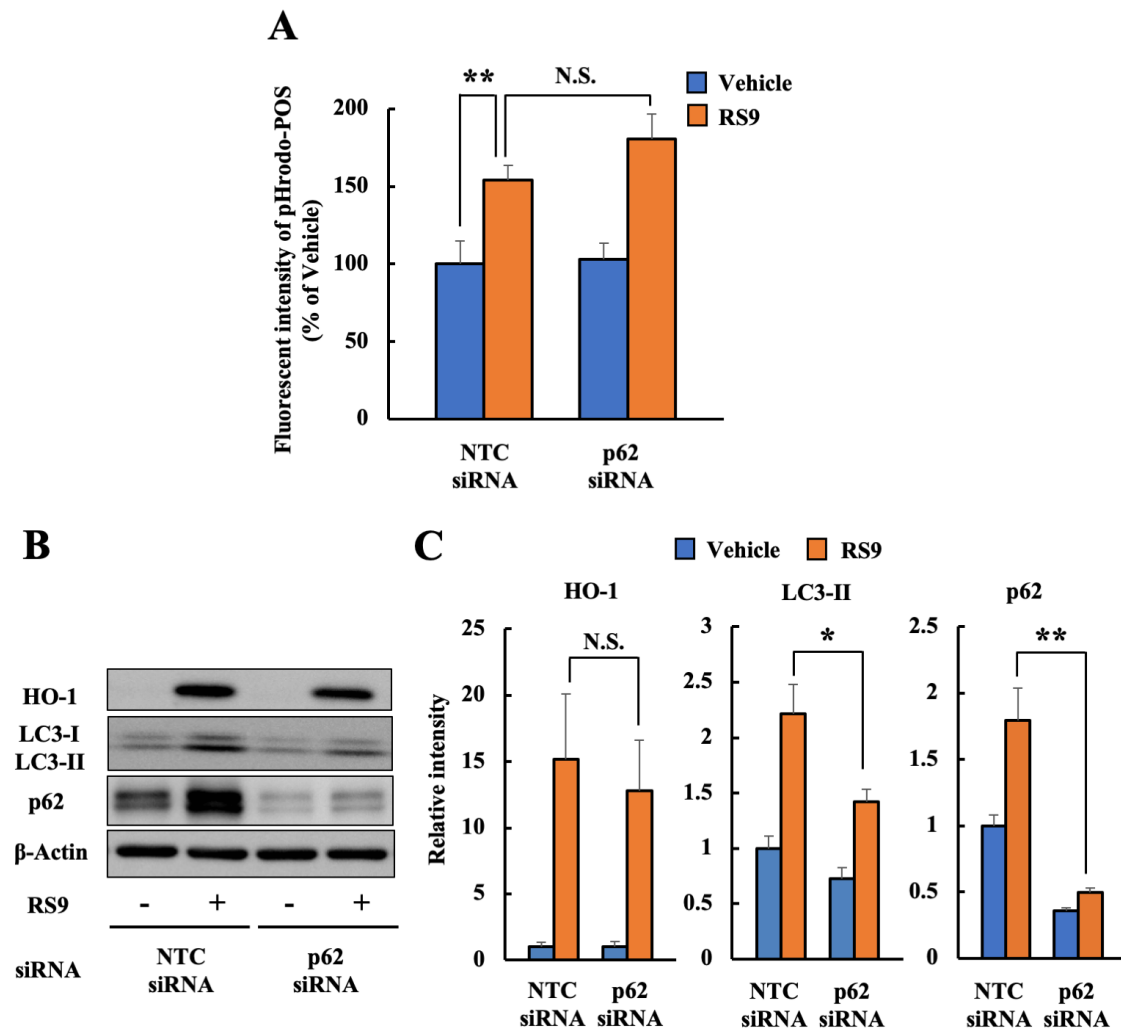 A
Fluorescent intensity of pHrodo-POS
(% of Vehicle)
** N.S.
Vehicle
RS9
200
150
100
50
0
NTC
siRNA
p62
siRNA
B
HO-1
LC3-I
LC3-II
p62
β-Actin
RS9 - + - +
siRNA
NTC
siRNA
p62
siRNA
C
Vehicle RS9
Relative intensity
HO-1
N.S.
25
20
15
10
5
0
NTC
siRNA
p62
siRNA
LC3-II
*
3
2.5
2
1.5
1
0.5
0
NTC
siRNA
p62
siRNA
p62
**
2.5
2
1.5
1
0.5
0
NTC
siRNA
p62
siRNA